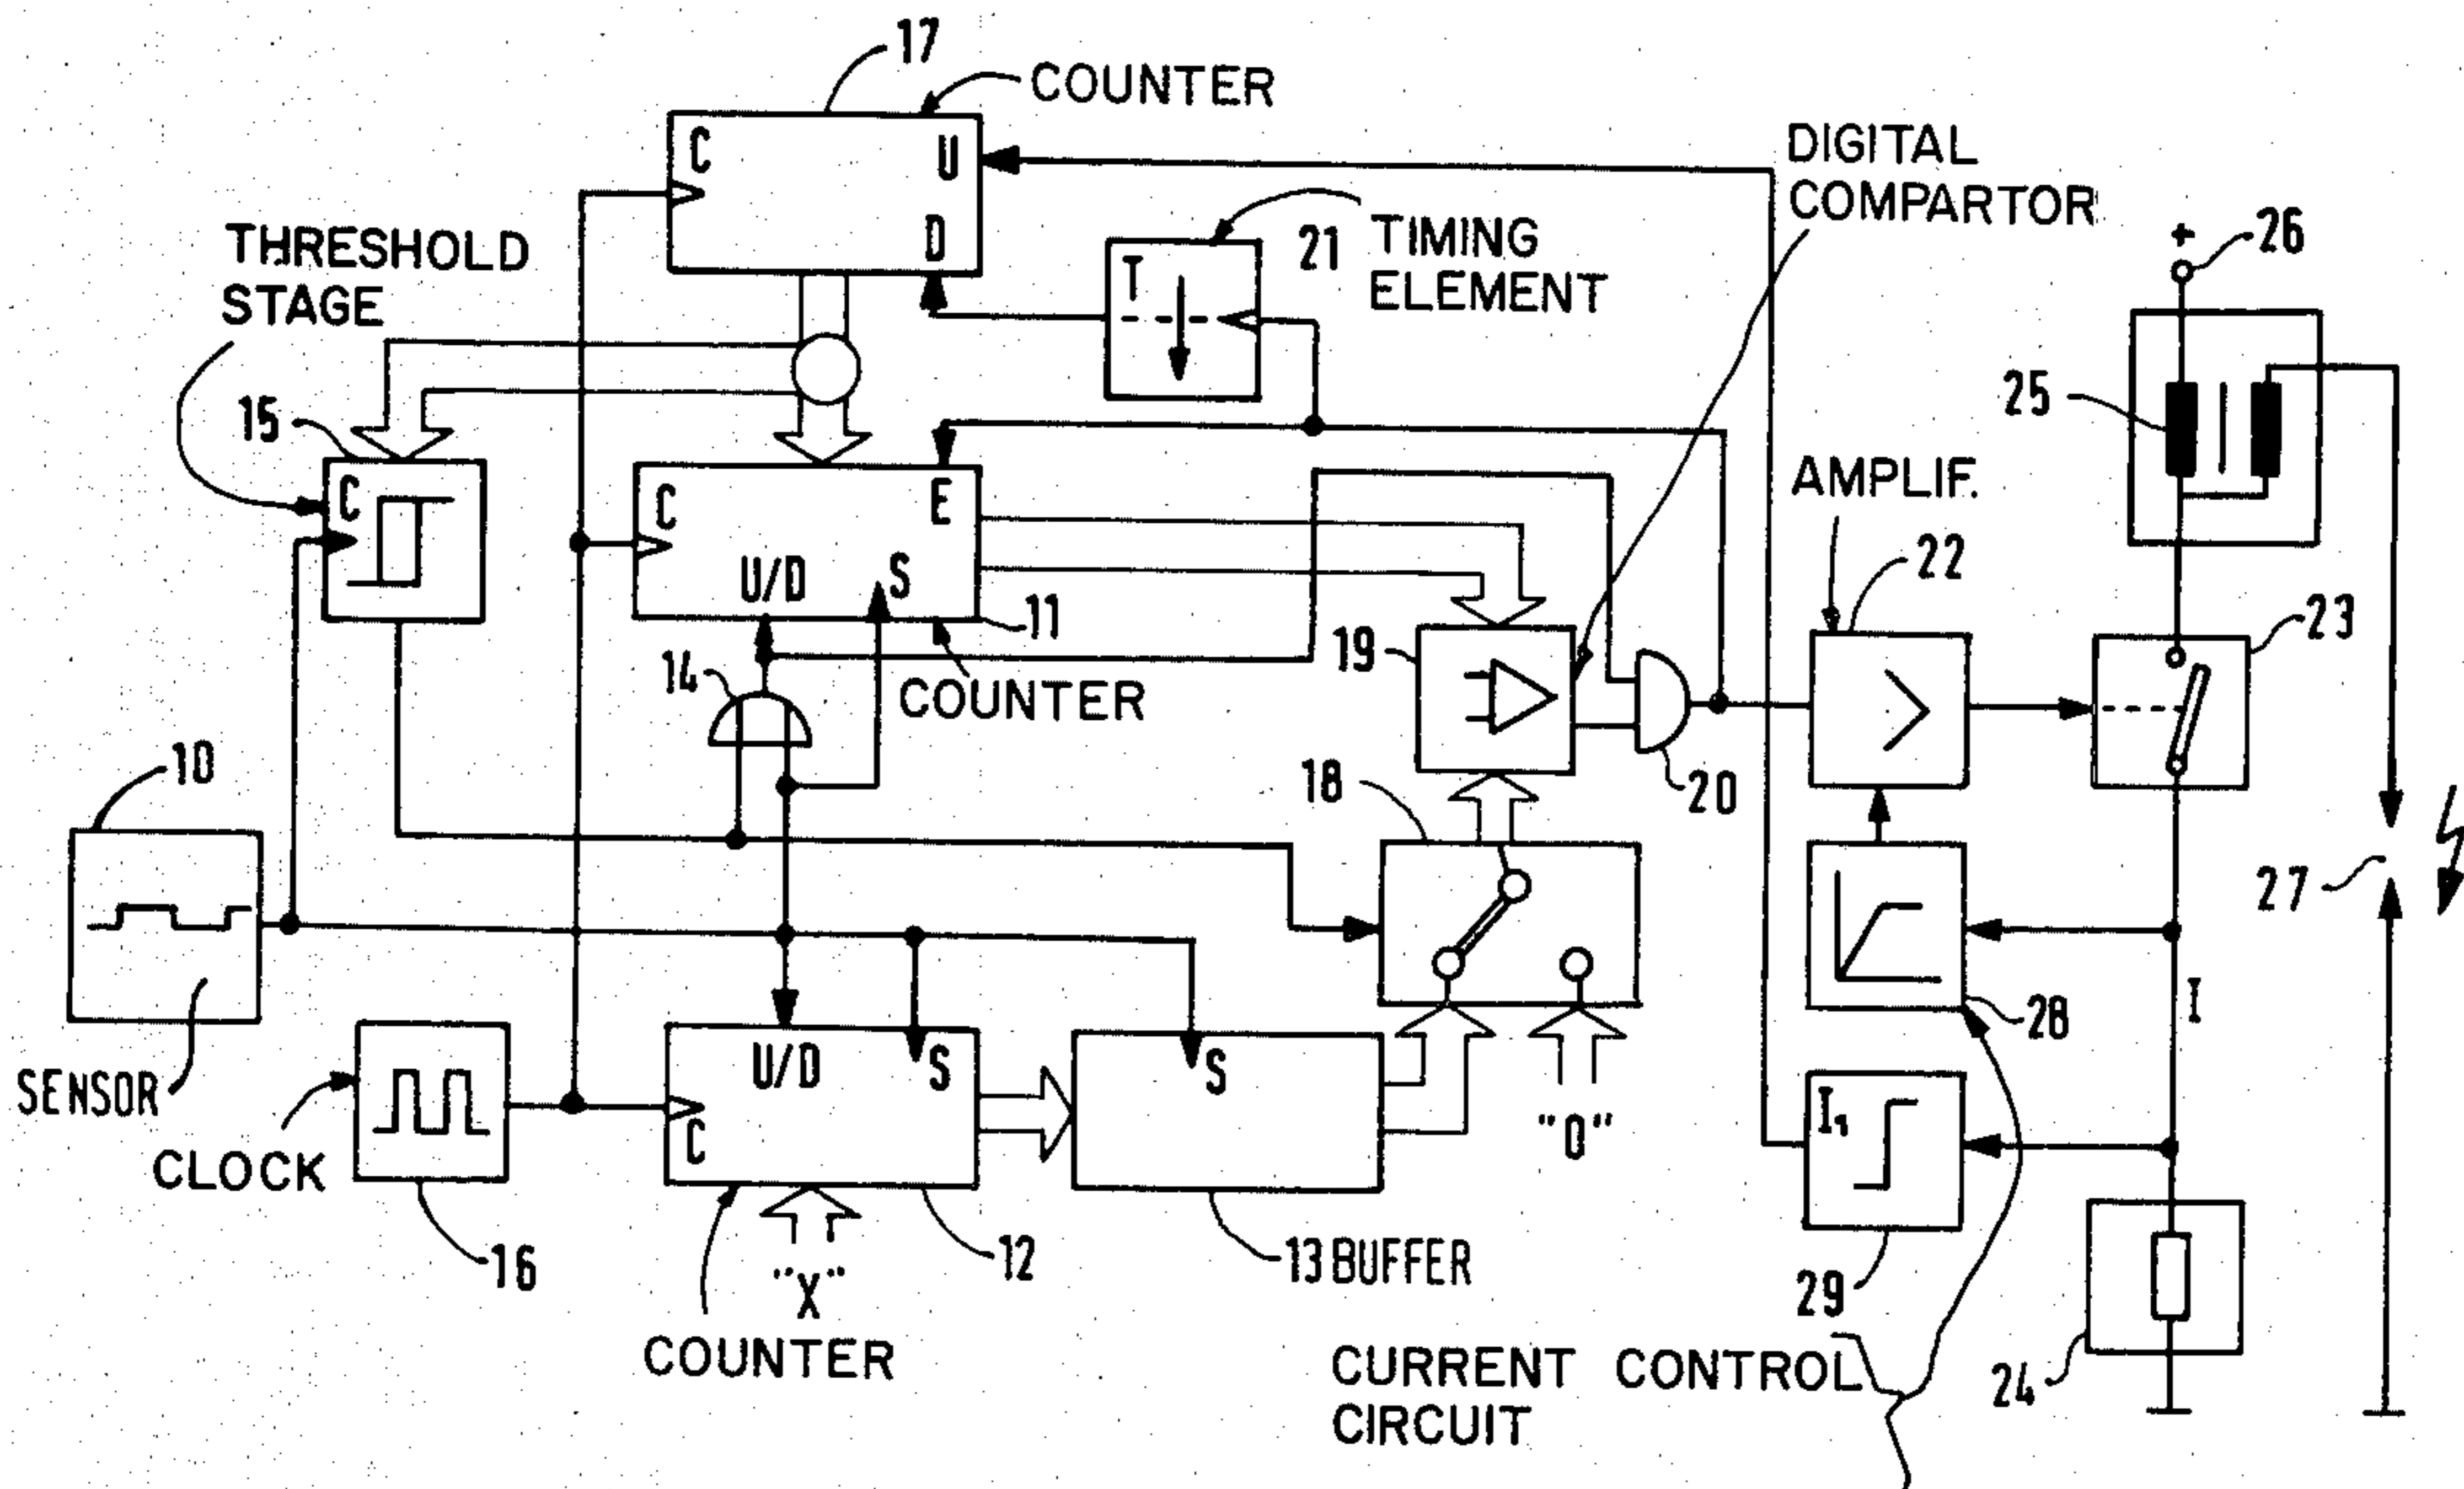 17
COUNTER
C
U
D
DIGITAL
COMPARTOR
THRESHOLD
STAGE
T
21
TIMING
ELEMENT
+
26
15
C
25
C
E
U/D
S
11
AMPLIF.
22
23
14
COUNTER
19
20
10
18
27
SENSOR
CLOCK
16
U/D
S
C
"X"
12
COUNTER
S
13 BUFFER
"0"
28
I
I1
29
24
CURRENT CONTROL
CIRCUIT